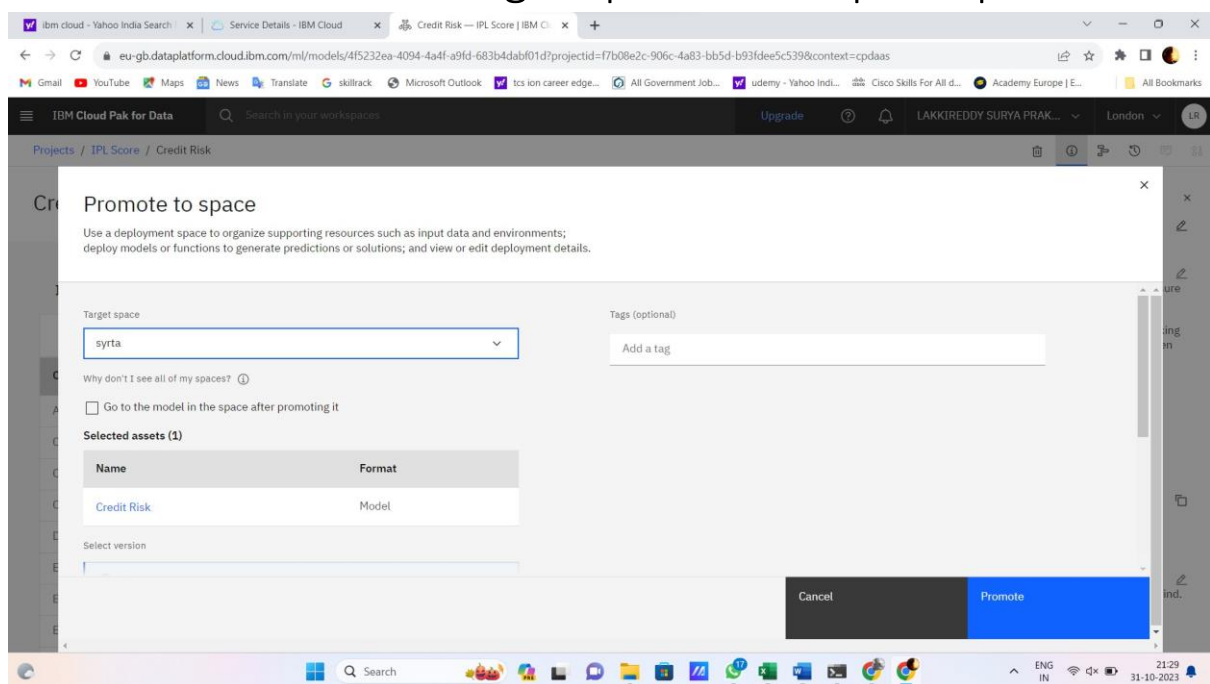 ibm cloud - Yahoo India Search
Service Details - IBM Cloud
Credit Risk — IPL Score | IBM Cl
eu-gb.dataplatform.cloud.ibm.com/ml/models/4f5232ea-4094-4a4f-a9fd-683b4dabf01d?projectid=f7b08e2c-906c-4a83-bb5d-b93fdee5c539&context=cpdaas
Gmail YouTube Maps News Translate skillrack Microsoft Outlook tcs ion career edge... All Government Job... udemy - Yahoo Indi... Cisco Skills For All d... Academy Europe | E... All Bookmarks
IBM Cloud Pak for Data Search in your workspaces Upgrade LAKKIREDDY SURYA PRAK... London LR
Projects / IPL Score / Credit Risk
Promote to space
Use a deployment space to organize supporting resources such as input data and environments;
deploy models or functions to generate predictions or solutions; and view or edit deployment details.
Target space Tags (optional)
syrta Add a tag
Why don't I see all of my spaces?
Go to the model in the space after promoting it
Selected assets (1)
Name Format
Credit Risk Model
Select version
Cancel Promote
Search
ENG 21:29
IN 31-10-2023